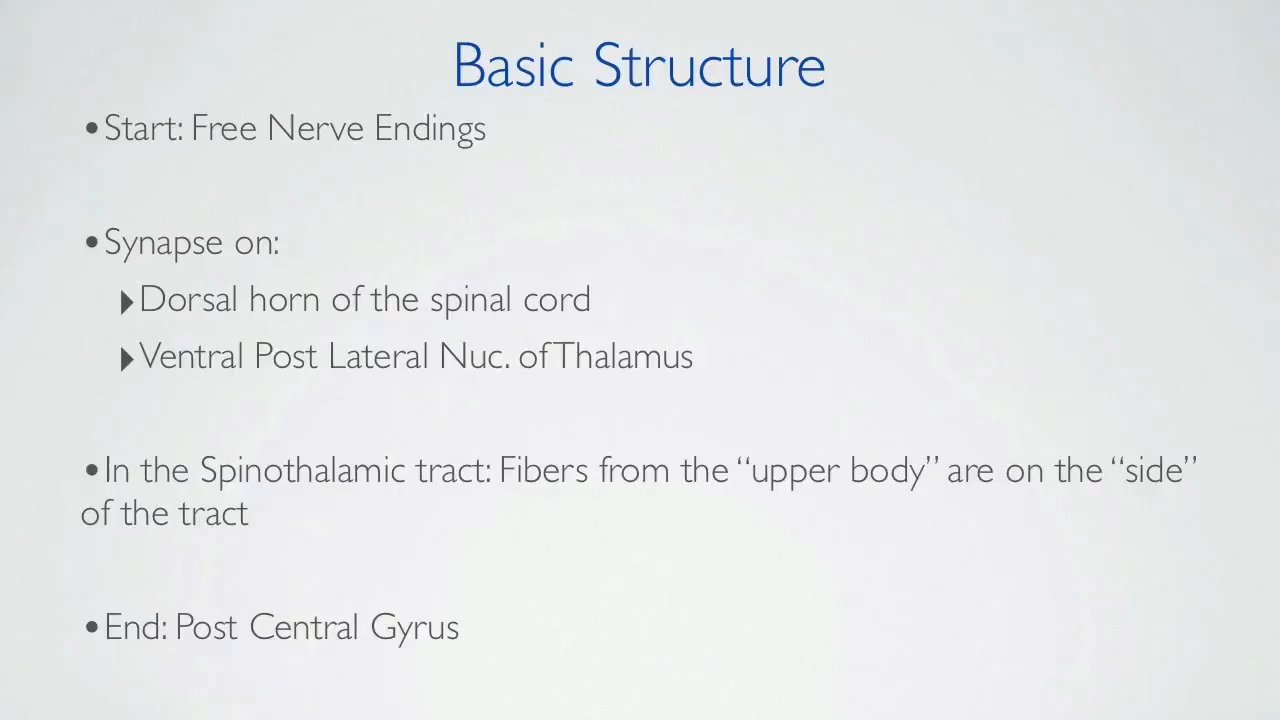 Basic Structure
•Start: Free Nerve Endings
•Synapse on:
▸Dorsal horn of the spinal cord
▸Ventral Post Lateral Nuc. of Thalamus
•In the Spinothalamic tract: Fibers from the “upper body” are on the “side”
of the tract
•End: Post Central Gyrus